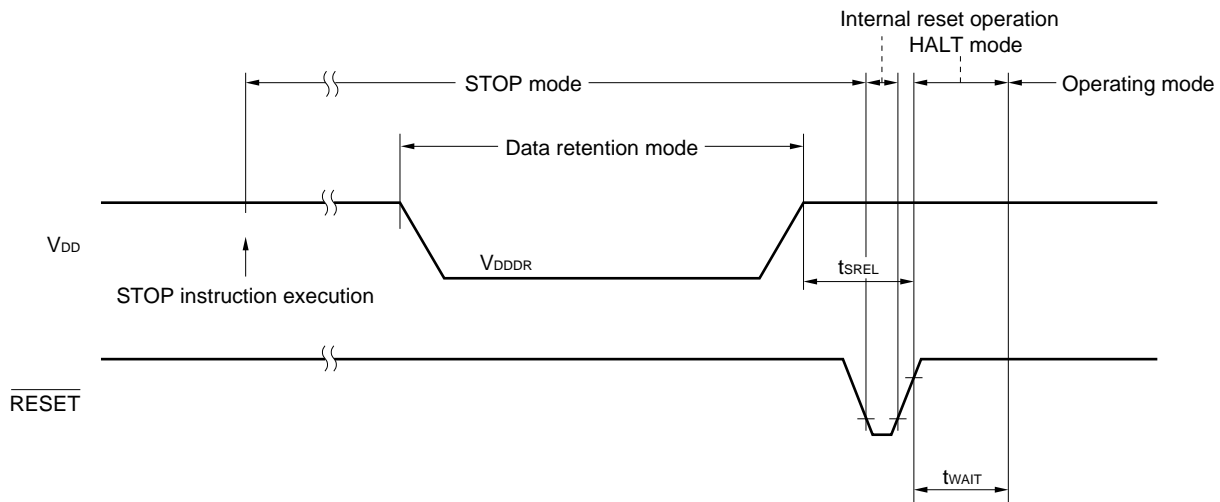 Internal reset operation
HALT mode
STOP mode
Operating mode
Data retention mode
VDD
VDDDR
tSREL
STOP instruction execution
RESET
tWAIT